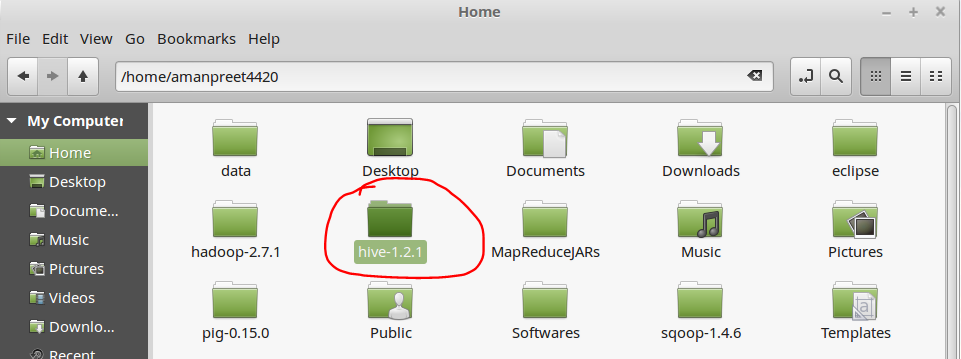 Home
File Edit View Go Bookmarks Help
/home/amanpreet4420
My Computer
Home
Desktop
Docume...
Music
Pictures
Videos
Downlo...
Recent
data Desktop Documents Downloads eclipse
hadoop-2.7.1 hive-1.2.1 MapReduceJARs Music Pictures
pig-0.15.0 Public Softwares sqoop-1.4.6 Templates